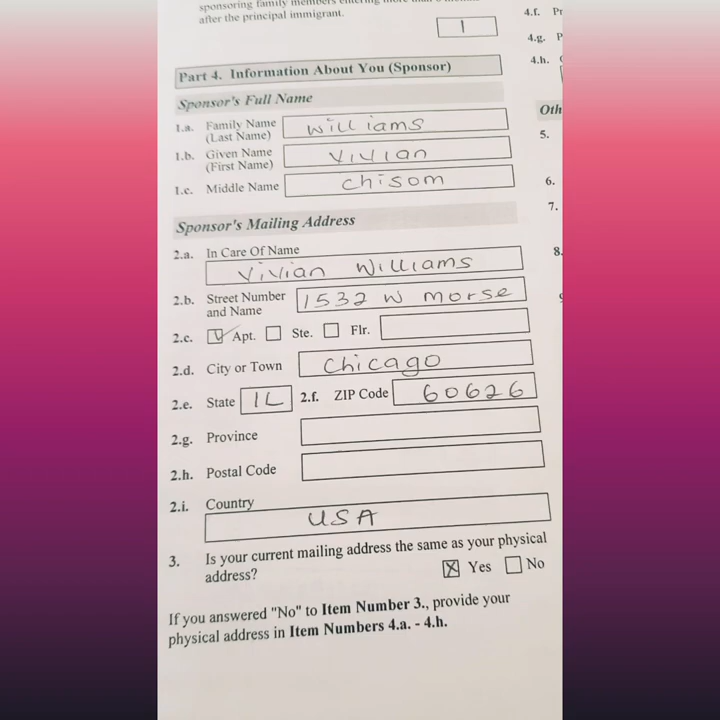 sponsoring family members
after the principal immigrant.
1
Part 4. Information About You (Sponsor)
Sponsor's Full Name
1.a. Family Name (Last Name) Williams
1.b. Given Name (First Name) Vivian
1.c. Middle Name Chisom
Sponsor's Mailing Address
2.a. In Care Of Name
Vivian Williams
2.b. Street Number and Name 1532 W morse
2.c. Apt. Ste. Flr.
2.d. City or Town Chicago
2.e. State IL 2.f. ZIP Code 60626
2.g. Province
2.h. Postal Code
2.i. Country
USA
3. Is your current mailing address the same as your physical
address? X Yes No
If you answered "No" to Item Number 3., provide your
physical address in Item Numbers 4.a. - 4.h.
4.f.
4.g. P
4.h.
Oth
5.
6.
7.
8.